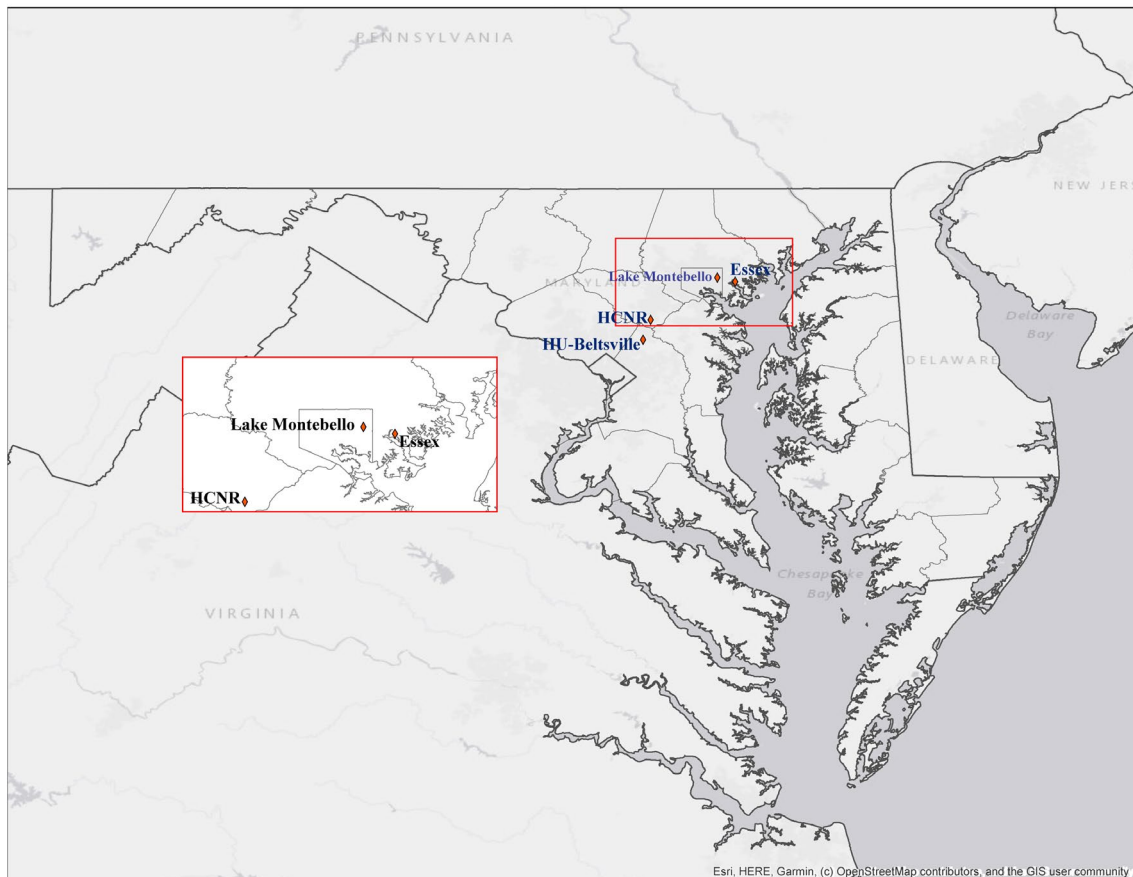 PENNSYLVANIA
NEW JERS
Essex
Lake Montebello
MARYLAND
HCNR
Delaware
Bay
HU-Beltsville
DELAWARE
Lake Montebello
Essex
HCNR
Chesapeake
Bay
VIRGINIA
Esri, HERE, Garmin, (c) OpenStreetMap contributors, and the GIS user community